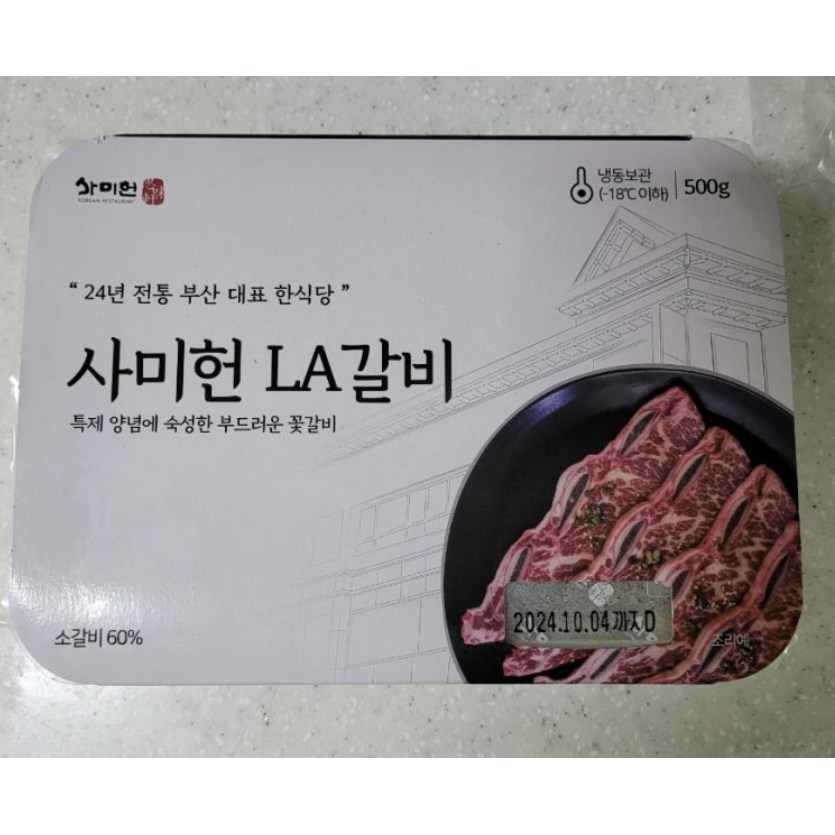 사미헌
KOREAN RESTAURANT
냉동보관
(-18℃ 이하)
500g
“ 24년 전통 부산 대표 한식당 ”
사미헌 LA갈비
특제 양념에 숙성한 부드러운 꽃갈비
2024.10.04 까지 D
소갈비 60%
조리예